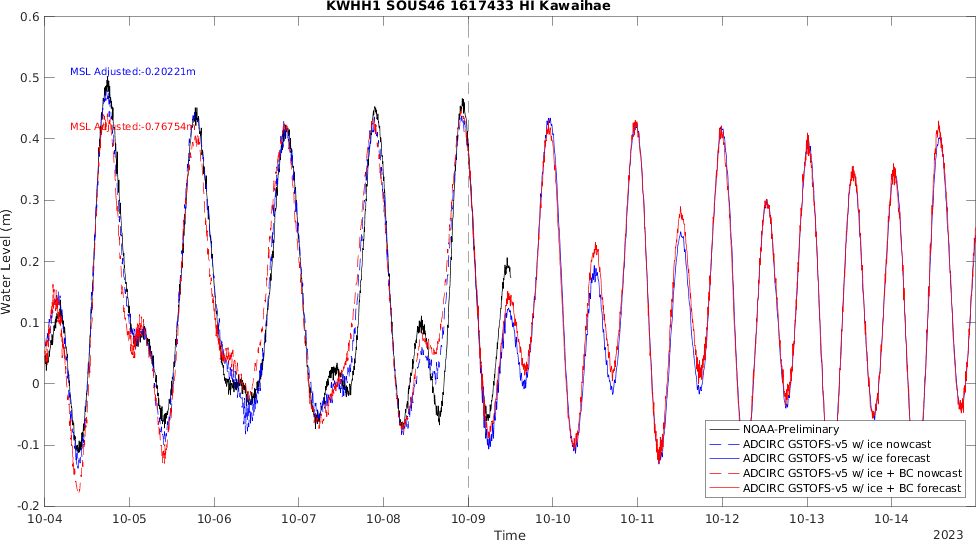 KWHH1 SOUS46 1617433 HI Kawaihae
0.6
0.5
0.4
0.3
0.2
0.1
0
-0.1
-0.2
Water Level (m)
MSL Adjusted:-0.20221m
MSL Adjusted:-0.76754m
NOAA-Preliminary
ADCIRC GSTOFS-v5 w/ ice nowcast
ADCIRC GSTOFS-v5 w/ ice forecast
ADCIRC GSTOFS-v5 w/ ice + BC nowcast
ADCIRC GSTOFS-v5 w/ ice + BC forecast
10-04 10-05 10-06 10-07 10-08 10-09 10-10 10-11 10-12 10-13 10-14
Time
2023